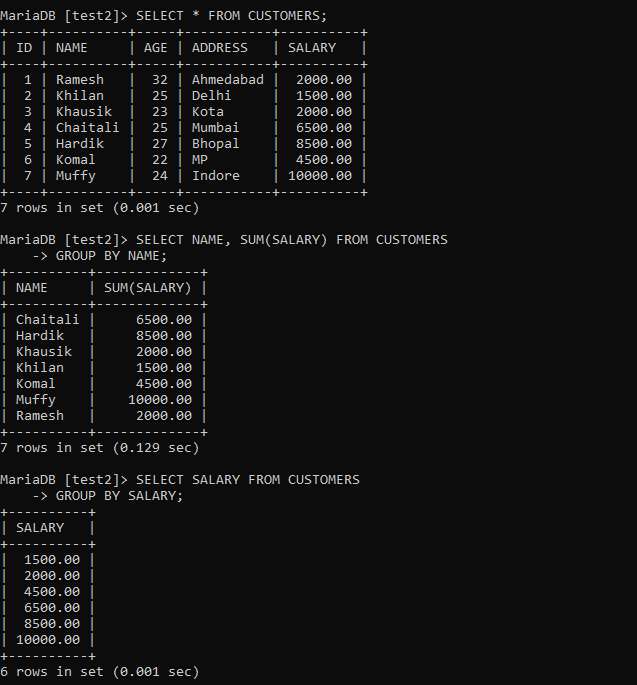 MariaDB [test2]> SELECT * FROM CUSTOMERS;
+----+----------+-----+-----------+----------+
| ID | NAME     | AGE | ADDRESS   | SALARY   |
+----+----------+-----+-----------+----------+
|  1 | Ramesh   |  32 | Ahmedabad |  2000.00 |
|  2 | Khilan   |  25 | Delhi     |  1500.00 |
|  3 | Khausik  |  23 | Kota      |  2000.00 |
|  4 | Chaitali |  25 | Mumbai    |  6500.00 |
|  5 | Hardik   |  27 | Bhopal    |  8500.00 |
|  6 | Komal    |  22 | MP        |  4500.00 |
|  7 | Muffy    |  24 | Indore    | 10000.00 |
+----+----------+-----+-----------+----------+
7 rows in set (0.001 sec)

MariaDB [test2]> SELECT NAME, SUM(SALARY) FROM CUSTOMERS
    -> GROUP BY NAME;
+----------+-------------+
| NAME     | SUM(SALARY) |
+----------+-------------+
| Chaitali |     6500.00 |
| Hardik   |     8500.00 |
| Khausik  |     2000.00 |
| Khilan   |     1500.00 |
| Komal    |     4500.00 |
| Muffy    |    10000.00 |
| Ramesh   |     2000.00 |
+----------+-------------+
7 rows in set (0.129 sec)

MariaDB [test2]> SELECT SALARY FROM CUSTOMERS
    -> GROUP BY SALARY;
+----------+
| SALARY   |
+----------+
|  1500.00 |
|  2000.00 |
|  4500.00 |
|  6500.00 |
|  8500.00 |
| 10000.00 |
+----------+
6 rows in set (0.001 sec)